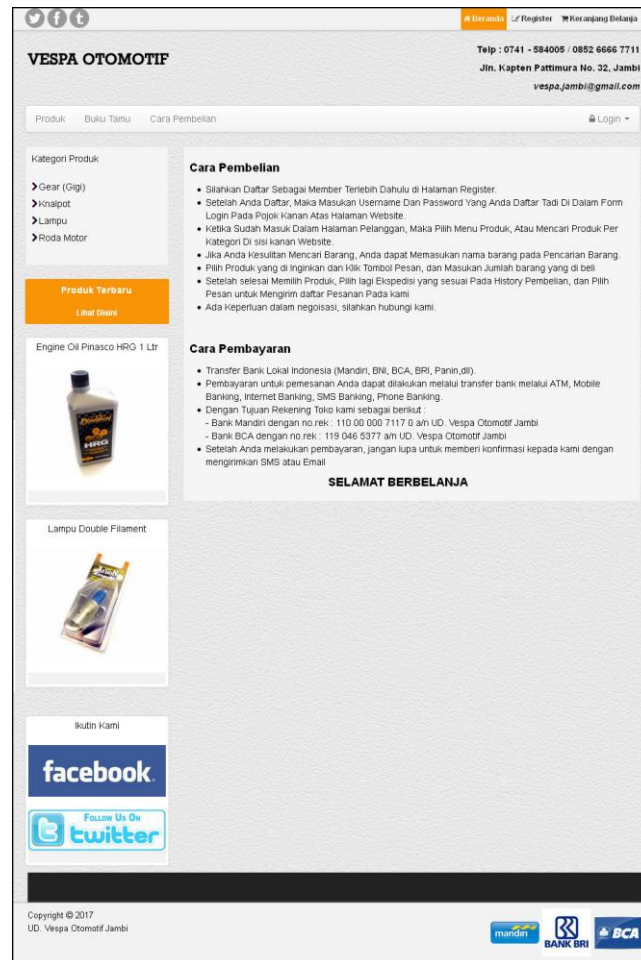 Beranda Register Keranjang Belanja
VESPA OTOMOTIF
Telp : 0741 - 584005 / 0852 6666 7711
Jln. Kapten Pattimura No. 32, Jambi
vespa.jambi@gmail.com
Produk Buku Tamu Cara Pembelian Login
Kategori Produk
Gear (Gigi)
Knalpot
Lampu
Roda Motor
Produk Terbaru
Lihat Disini
Engine Oil Pinasco HRG 1 Ltr
HRG
Lampu Double Filament
Ikutin Kami
facebook
Follow Us On
twitter
Cara Pembelian
Silahkan Daftar Sebagai Member Terlebih Dahulu di Halaman Register.
Setelah Anda Daftar, Maka Masukan Username Dan Password Yang Anda Daftar Tadi Di Dalam Form
Login Pada Pojok Kanan Atas Halaman Website.
Ketika Sudah Masuk Dalam Halaman Pelanggan, Maka Pilih Menu Produk, Atau Mencari Produk Per
Kategori Di sisi kanan Website.
Jika Anda Kesulitan Mencari Barang, Anda dapat Memasukan nama barang pada Pencarian Barang.
Pilih Produk yang di inginkan dan Klik Tombol Pesan, dan Masukan Jumlah barang yang di beli
Setelah selesai Memilih Produk, Pilih lagi Ekspedisi yang sesuai Pada History Pembelian, dan Pilih
Pesan untuk Mengirim daftar Pesanan Pada kami
Ada Keperluan dalam negoisasi, silahkan hubungi kami.
Cara Pembayaran
Transfer Bank Lokal Indonesia (Mandiri, BNI, BCA, BRI, Panin,dll).
Pembayaran untuk pemesanan Anda dapat dilakukan melalui transfer bank melalui ATM, Mobile
Banking, Internet Banking, SMS Banking, Phone Banking.
Dengan Tujuan Rekening Toko kami sebagai berikut :
- Bank Mandiri dengan no.rek : 110 00 000 7117 0 a/n UD. Vespa Otomotif Jambi
- Bank BCA dengan no.rek : 119 046 5377 a/n UD. Vespa Otomotif Jambi
Setelah Anda melakukan pembayaran, jangan lupa untuk memberi konfirmasi kepada kami dengan
mengirimkan SMS atau Email
SELAMAT BERBELANJA
Copyright © 2017
UD. Vespa Otomotif Jambi
mandiri
BANK BRI
BCA